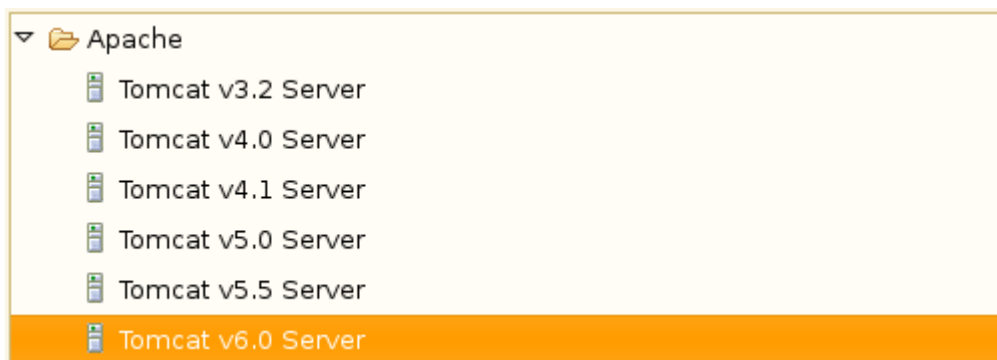 Apache
Tomcat v3.2 Server
Tomcat v4.0 Server
Tomcat v4.1 Server
Tomcat v5.0 Server
Tomcat v5.5 Server
Tomcat v6.0 Server